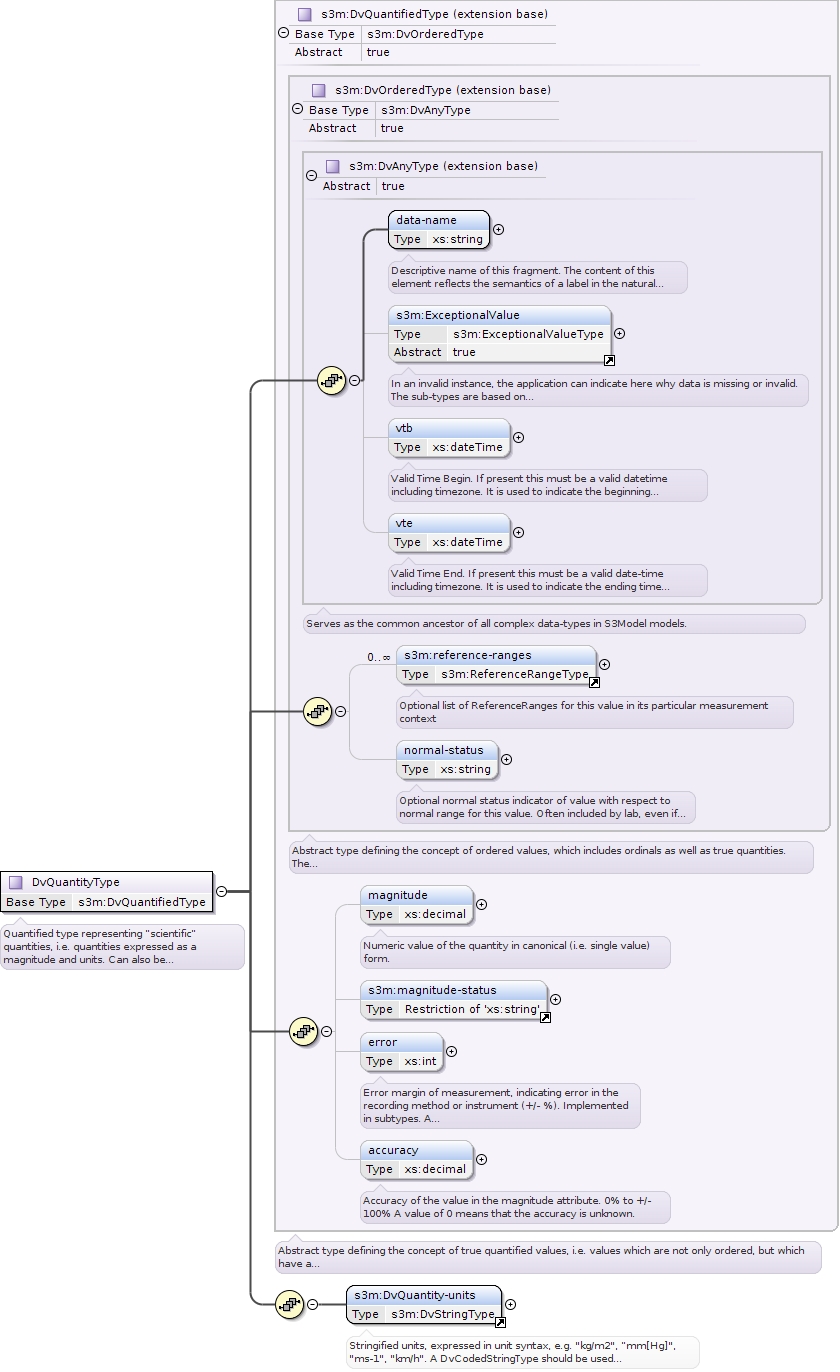 s3m:DvQuantifiedType (extension base)
Base Type s3m:DvOrderedType
Abstract true
s3m:DvOrderedType (extension base)
Base Type s3m:DvAnyType
Abstract true
s3m:DvAnyType (extension base)
Abstract true
data-name
Type xs:string
Descriptive name of this fragment. The content of this
element reflects the semantics of a label in the natural...
s3m:ExceptionalValue
Type s3m:ExceptionalValueType
Abstract true
In an invalid instance, the application can indicate here why data is missing or invalid.
The sub-types are based on...
vtb
Type xs:dateTime
Valid Time Begin. If present this must be a valid datetime
including timezone. It is used to indicate the beginning...
vte
Type xs:dateTime
Valid Time End. If present this must be a valid date-time
including timezone. It is used to indicate the ending time...
Serves as the common ancestor of all complex data-types in S3Model models.
0..∞
s3m:reference-ranges
Type s3m:ReferenceRangeType
Optional list of ReferenceRanges for this value in its particular measurement
context
normal-status
Type xs:string
Optional normal status indicator of value with respect to
normal range for this value. Often included by lab, even if...
Abstract type defining the concept of ordered values, which includes ordinals as well as true quantities.
The...
DvQuantityType
Base Type s3m:DvQuantifiedType
Quantified type representing "scientific"
quantities, i.e. quantities expressed as a
magnitude and units. Can also be...
magnitude
Type xs:decimal
Numeric value of the quantity in canonical (i.e. single value)
form.
s3m:magnitude-status
Type Restriction of 'xs:string'
error
Type xs:int
Error margin of measurement, indicating error in the
recording method or instrument (+/- %). Implemented
in subtypes. A...
accuracy
Type xs:decimal
Accuracy of the value in the magnitude attribute. 0% to +/-
100% A value of 0 means that the accuracy is unknown.
Abstract type defining the concept of true quantified values, i.e. values which are not only ordered, but which
have a...
s3m:DvQuantity-units
Type s3m:DvStringType
Stringified units, expressed in unit syntax, e.g. "kg/m2", "mm[Hg]",
"ms-1", "km/h". A DvCodedStringType should be used...